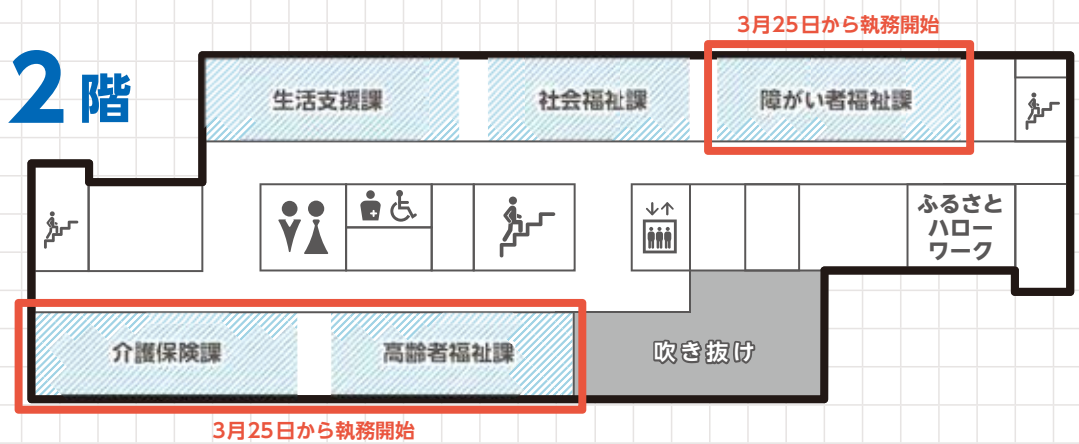 3月25日から執務開始
2階
生活支援課
社会福祉課
障がい者福祉課
ふるさと
ハロー
ワーク
介護保険課
高齢者福祉課
吹き抜け
3月25日から執務開始